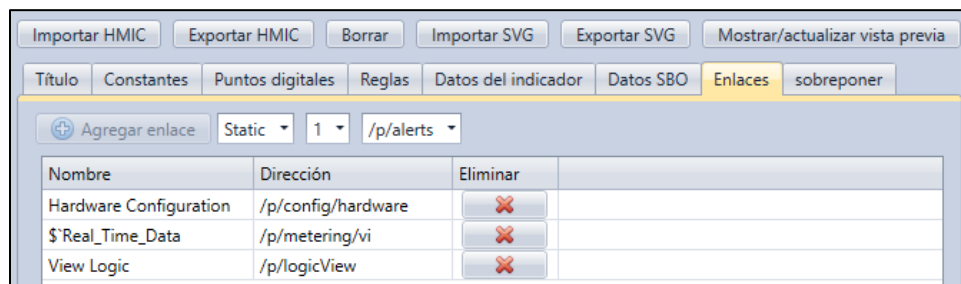 Importar HMIC Exportar HMIC Borrar Importar SVG Exportar SVG Mostrar/actualizar vista previa
Título Constantes Puntos digitales Reglas Datos del indicador Datos SBO Enlaces sobreponer
Agregar enlace Static 1 /p/alerts
Nombre Dirección Eliminar
Hardware Configuration /p/config/hardware
$`Real_Time_Data /p/metering/vi
View Logic /p/logicView